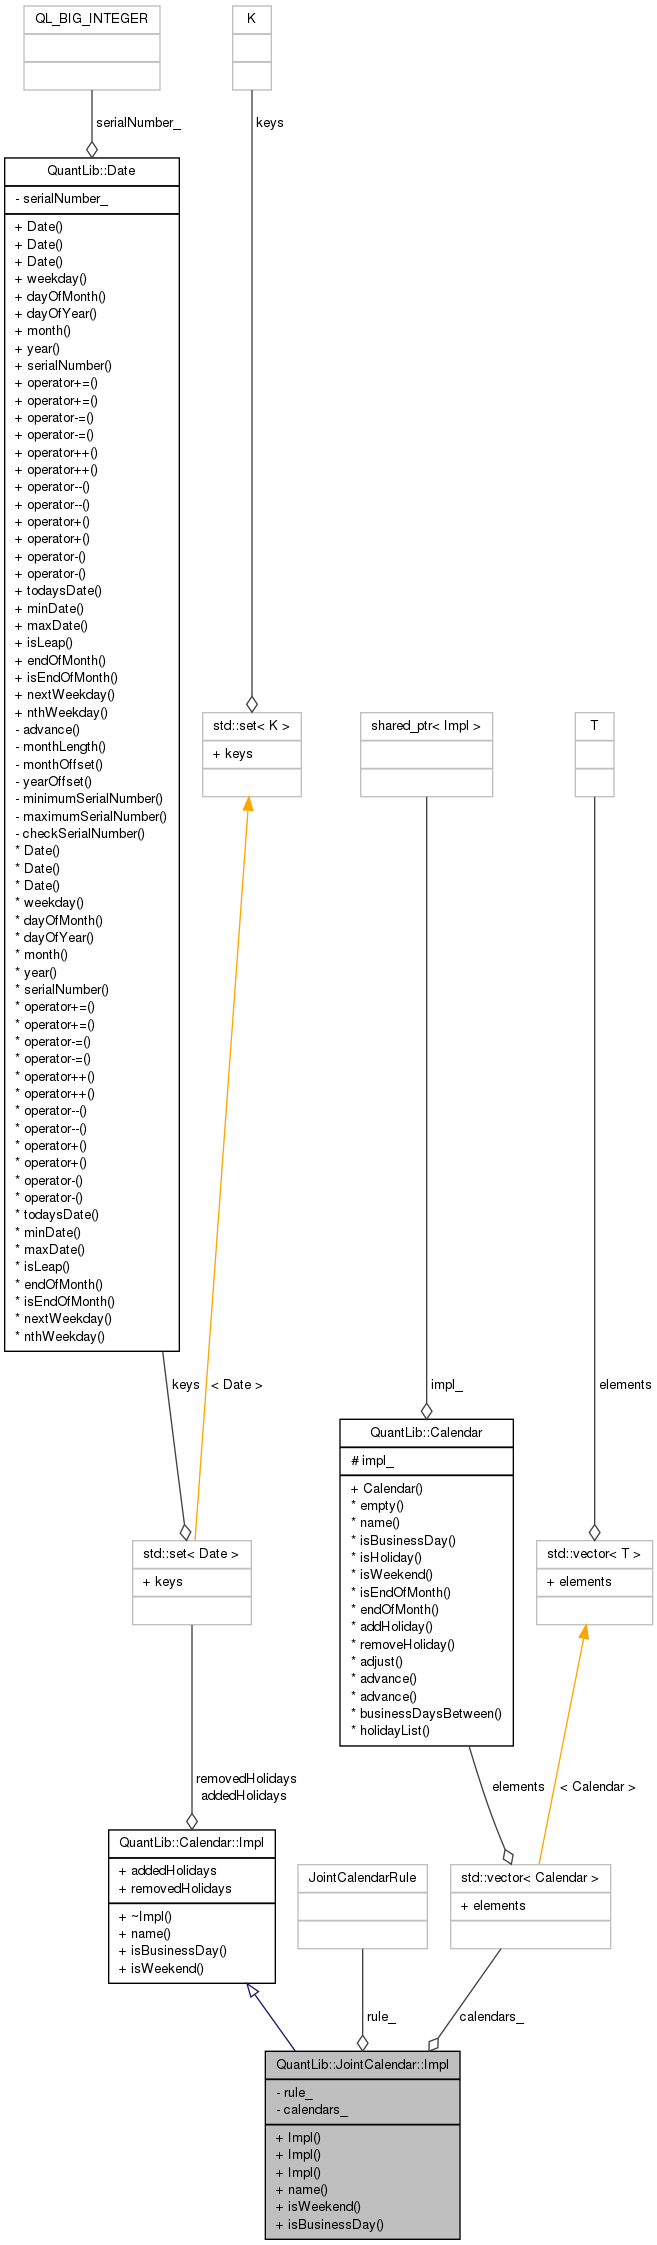 QL_BIG_INTEGER
K
serialNumber_
keys
QuantLib::Date
- serialNumber_
+ Date()
+ Date()
+ Date()
+ weekday()
+ dayOfMonth()
+ dayOfYear()
+ month()
+ year()
+ serialNumber()
+ operator+=()
+ operator+=()
+ operator-=()
+ operator-=()
+ operator++()
+ operator++()
+ operator--()
+ operator--()
+ operator+()
+ operator+()
+ operator-()
+ operator-()
+ todaysDate()
+ minDate()
+ maxDate()
+ isLeap()
+ endOfMonth()
+ isEndOfMonth()
+ nextWeekday()
+ nthWeekday()
- advance()
- monthLength()
- monthOffset()
- yearOffset()
- minimumSerialNumber()
- maximumSerialNumber()
- checkSerialNumber()
* Date()
* Date()
* Date()
* weekday()
* dayOfMonth()
* dayOfYear()
* month()
* year()
* serialNumber()
* operator+=()
* operator+=()
* operator-=()
* operator-=()
* operator++()
* operator++()
* operator--()
* operator--()
* operator+()
* operator+()
* operator-()
* operator-()
* todaysDate()
* minDate()
* maxDate()
* isLeap()
* endOfMonth()
* isEndOfMonth()
* nextWeekday()
* nthWeekday()
std::set< K >
+ keys
shared_ptr< Impl >
T
keys
< Date >
impl_
elements
QuantLib::Calendar
# impl_
+ Calendar()
* empty()
* name()
* isBusinessDay()
* isHoliday()
* isWeekend()
* isEndOfMonth()
* endOfMonth()
* addHoliday()
* removeHoliday()
* adjust()
* advance()
* advance()
* businessDaysBetween()
* holidayList()
std::set< Date >
+ keys
std::vector< T >
+ elements
removedHolidays
addedHolidays
elements
< Calendar >
QuantLib::Calendar::Impl
+ addedHolidays
+ removedHolidays
+ ~Impl()
+ name()
+ isBusinessDay()
+ isWeekend()
JointCalendarRule
std::vector< Calendar >
+ elements
rule_
calendars_
QuantLib::JointCalendar::Impl
- rule_
- calendars_
+ Impl()
+ Impl()
+ Impl()
+ name()
+ isWeekend()
+ isBusinessDay()